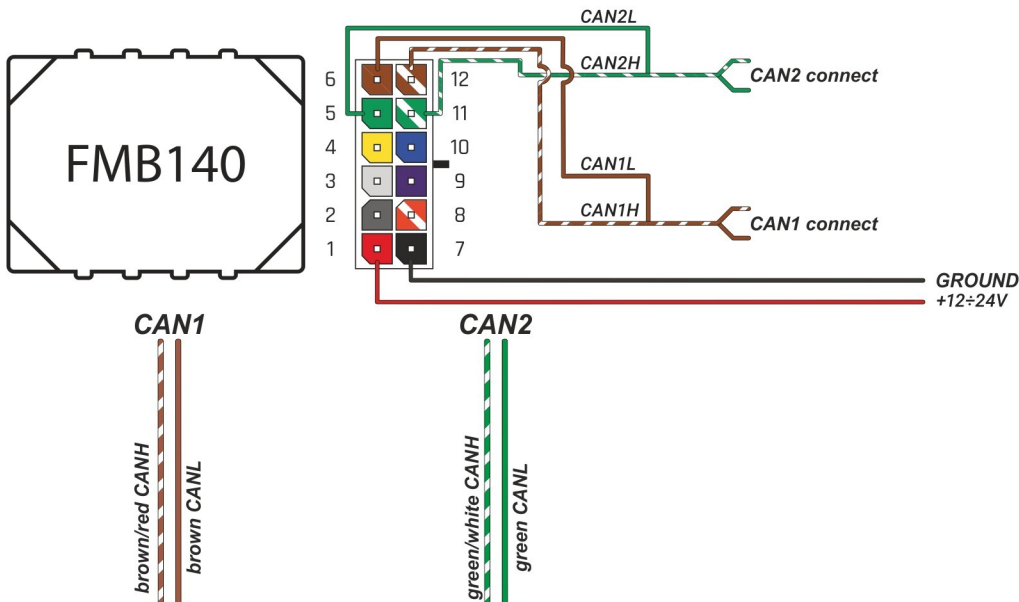 CAN2L
CAN2H
CAN2 connect
6
12
5
11
4
10
FMB140
3
9
CAN1L
2
8
CAN1H
CAN1 connect
1
7
GROUND
+12÷24V
CAN1
CAN2
brown/red CANH
brown CANL
green/white CANH
green CANL